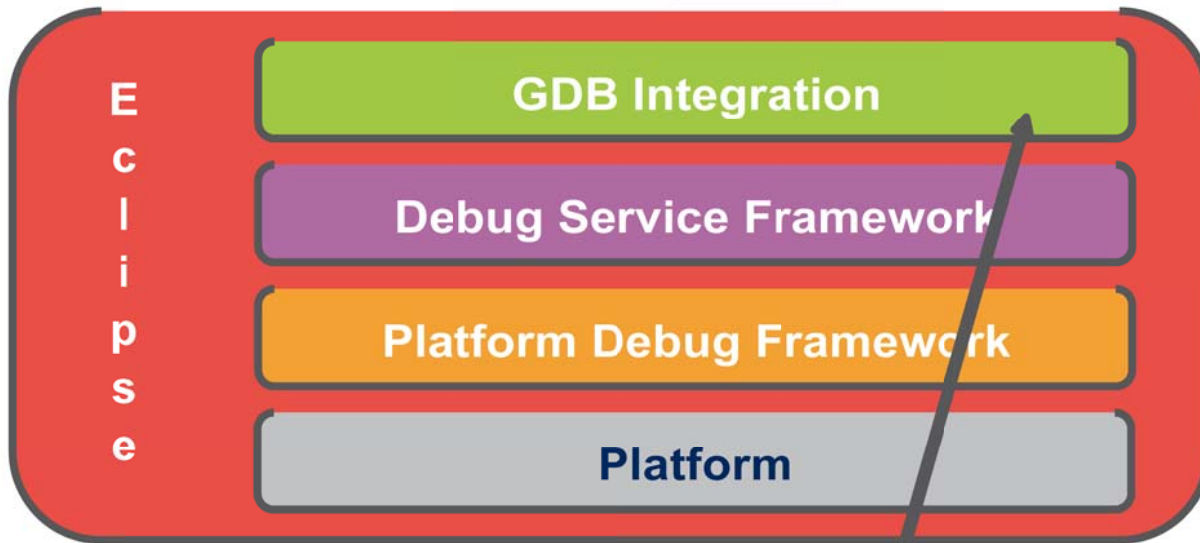 Eclipse
GDB Integration
Debug Service Framework
Platform Debug Framework
Platform